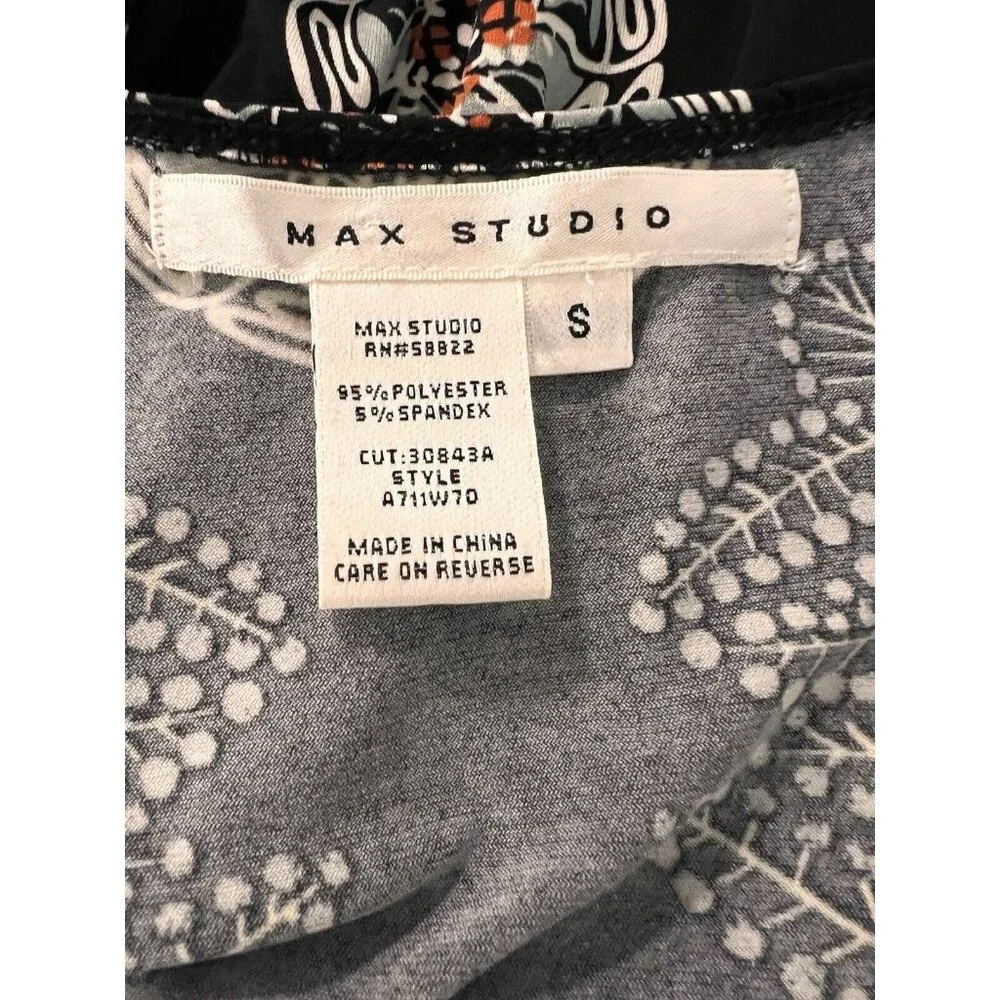 MAX STUDIO
S
MAX STUDIO
RN#58822
95% POLYESTER
5% SPANDEX
CUT:30843A
STYLE
A711W70
MADE IN CHINA
CARE ON REVERSE